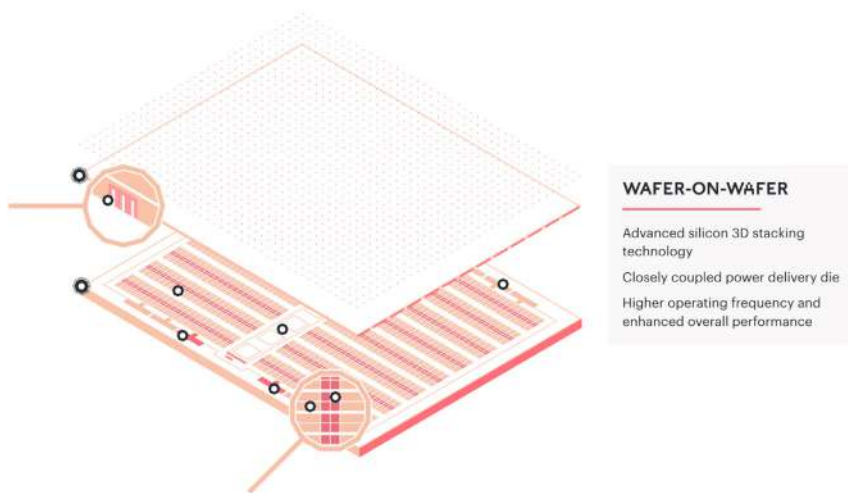 WAFER-ON-WAFER
Advanced silicon 3D stacking
technology
Closely coupled power delivery die
Higher operating frequency and
enhanced overall performance